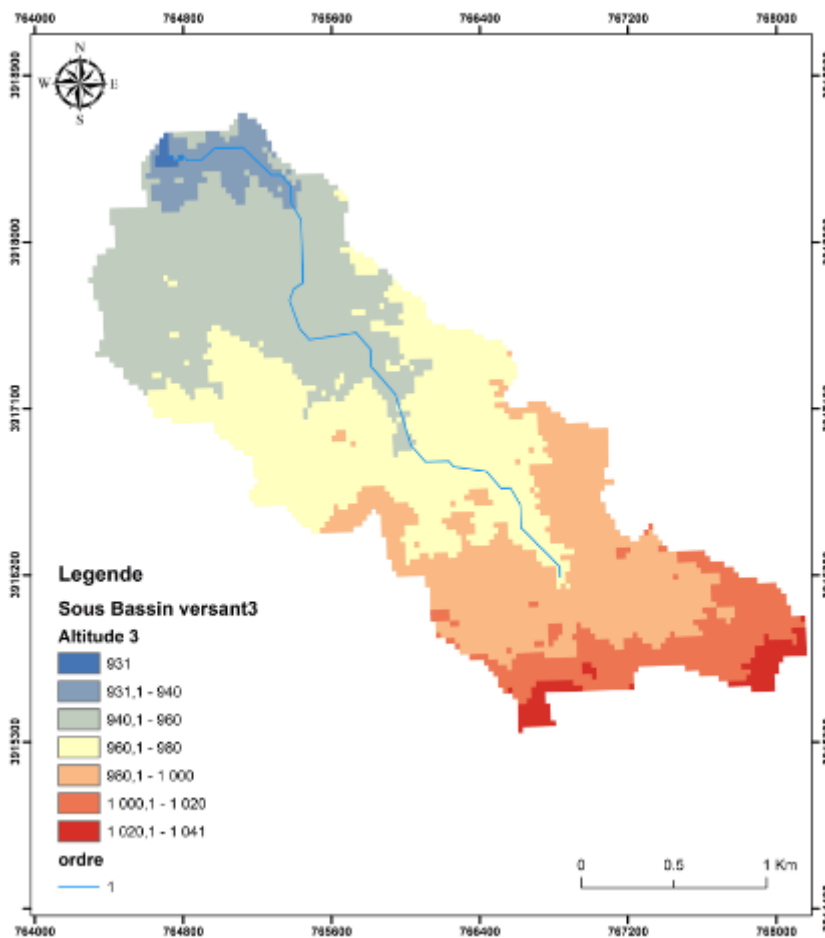 764000 764800 765600 766400 767200 768000
N
W E
S
3918900
3918000
3917100
3916200
3915300
Legende
Sous Bassin versant3
Altitude 3
931
931,1 - 940
940,1 - 960
960,1 - 980
980,1 - 1 000
1 000,1 - 1 020
1 020,1 - 1 041
ordre
1
0 0.5 1 Km
764000 764800 765600 766400 767200 768000